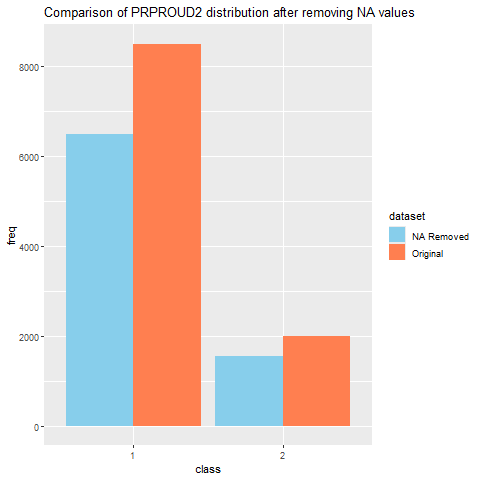 Comparison of PRPROUD2 distribution after removing NA values
8000
6000
4000
2000
0
freq
1
2
class
dataset
NA Removed
Original